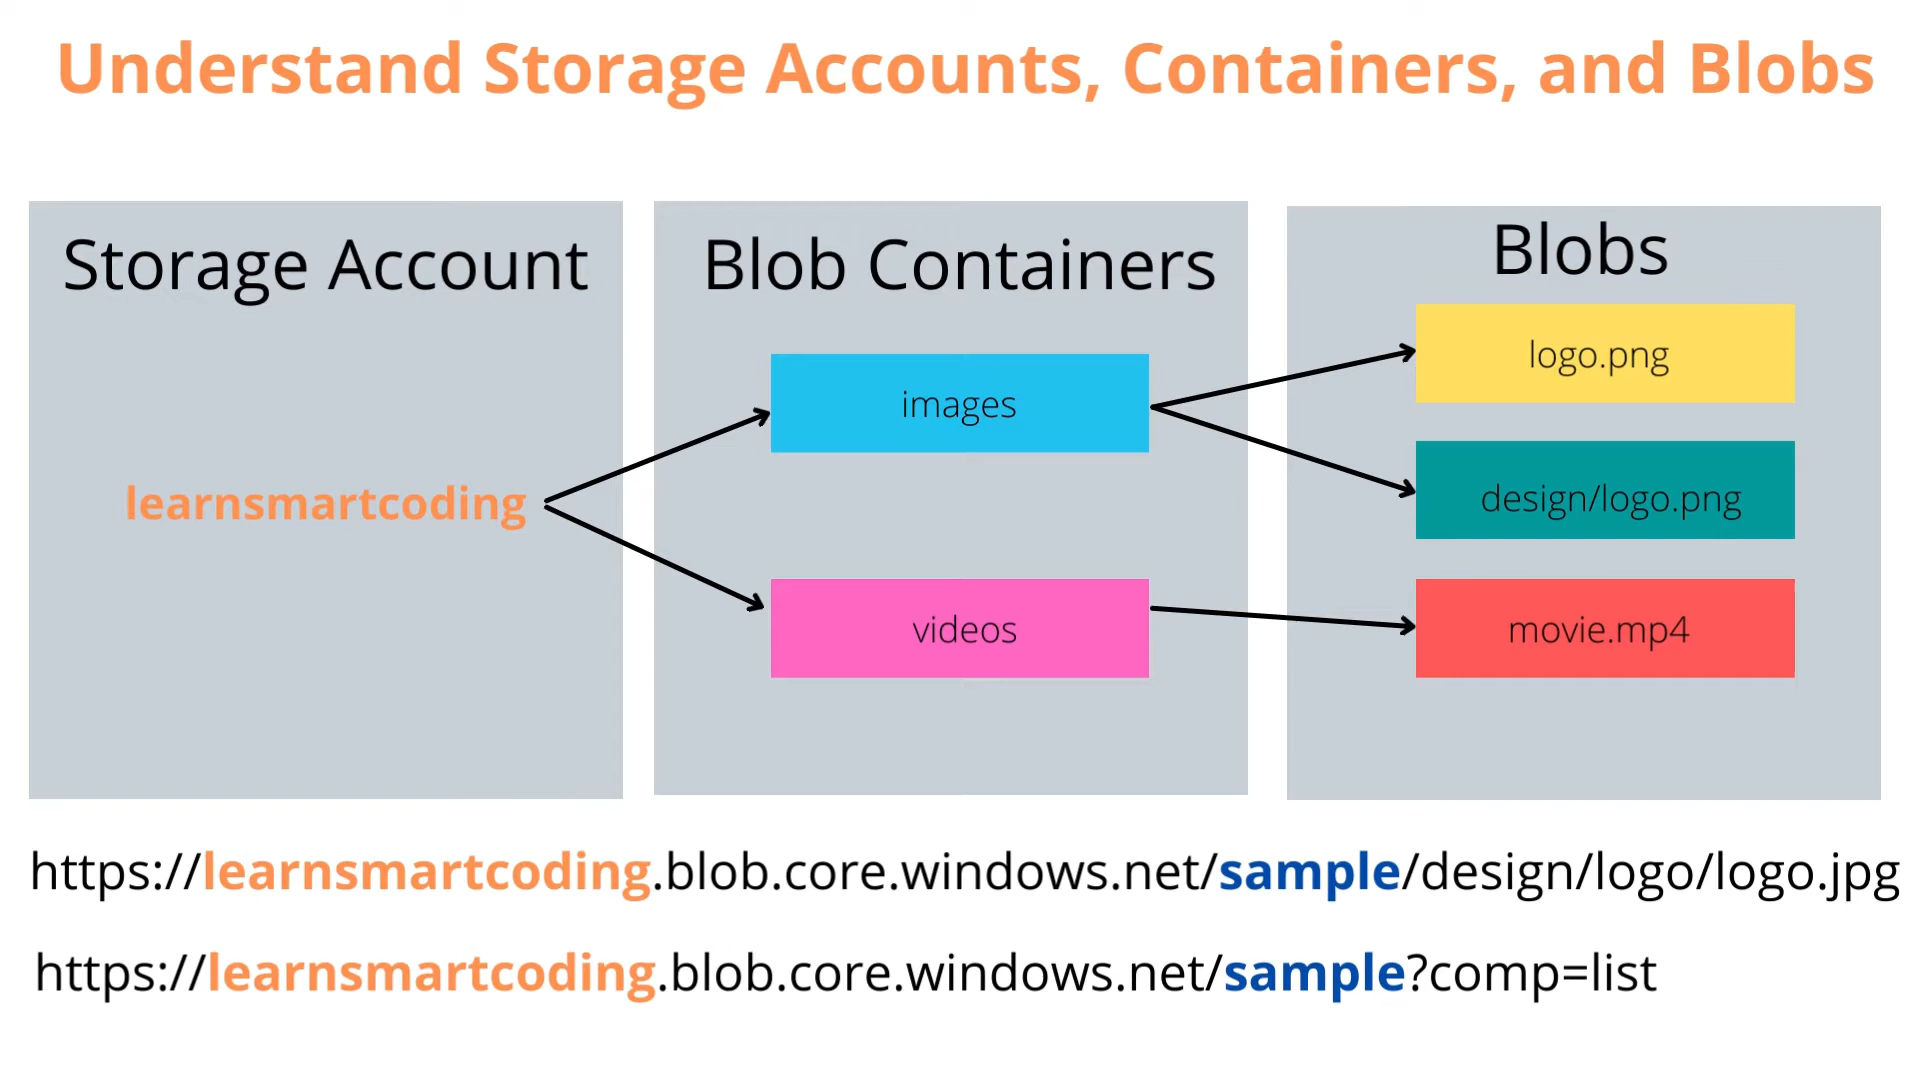 Understand Storage Accounts, Containers, and Blobs
Storage Account
learnsmartcoding
Blob Containers
images
videos
Blobs
logo.png
design/logo.png
movie.mp4
https://learnsmartcoding.blob.core.windows.net/sample/design/logo/logo.jpg
https://learnsmartcoding.blob.core.windows.net/sample?comp=list